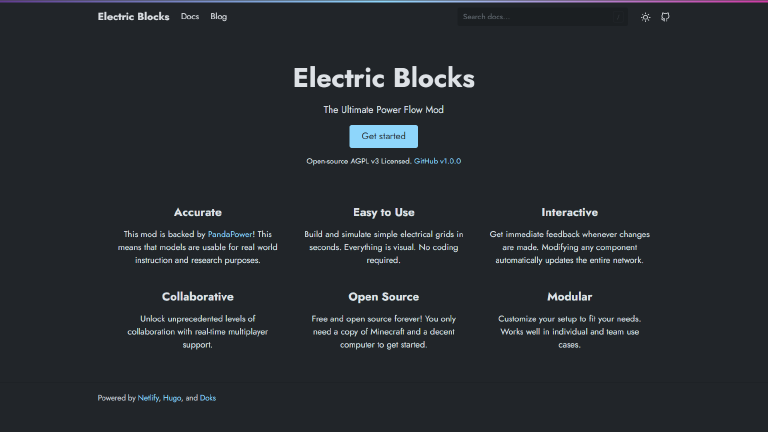 Electric Blocks Docs Blog Search docs...
Electric Blocks
The Ultimate Power Flow Mod
Get started
Open-source AGPL v3 Licensed. GitHub v1.0.0
Accurate
This mod is backed by PandaPower! This
means that models are usable for real world
instruction and research purposes.
Easy to Use
Build and simulate simple electrical grids in
seconds. Everything is visual. No coding
required.
Interactive
Get immediate feedback whenever changes
are made. Modifying any component
automatically updates the entire network.
Collaborative
Unlock unprecedented levels of
collaboration with real-time multiplayer
support.
Open Source
Free and open source forever! You only
need a copy of Minecraft and a decent
computer to get started.
Modular
Customize your setup to fit your needs.
Works well in individual and team use
cases.
Powered by Netlify, Hugo, and Doks